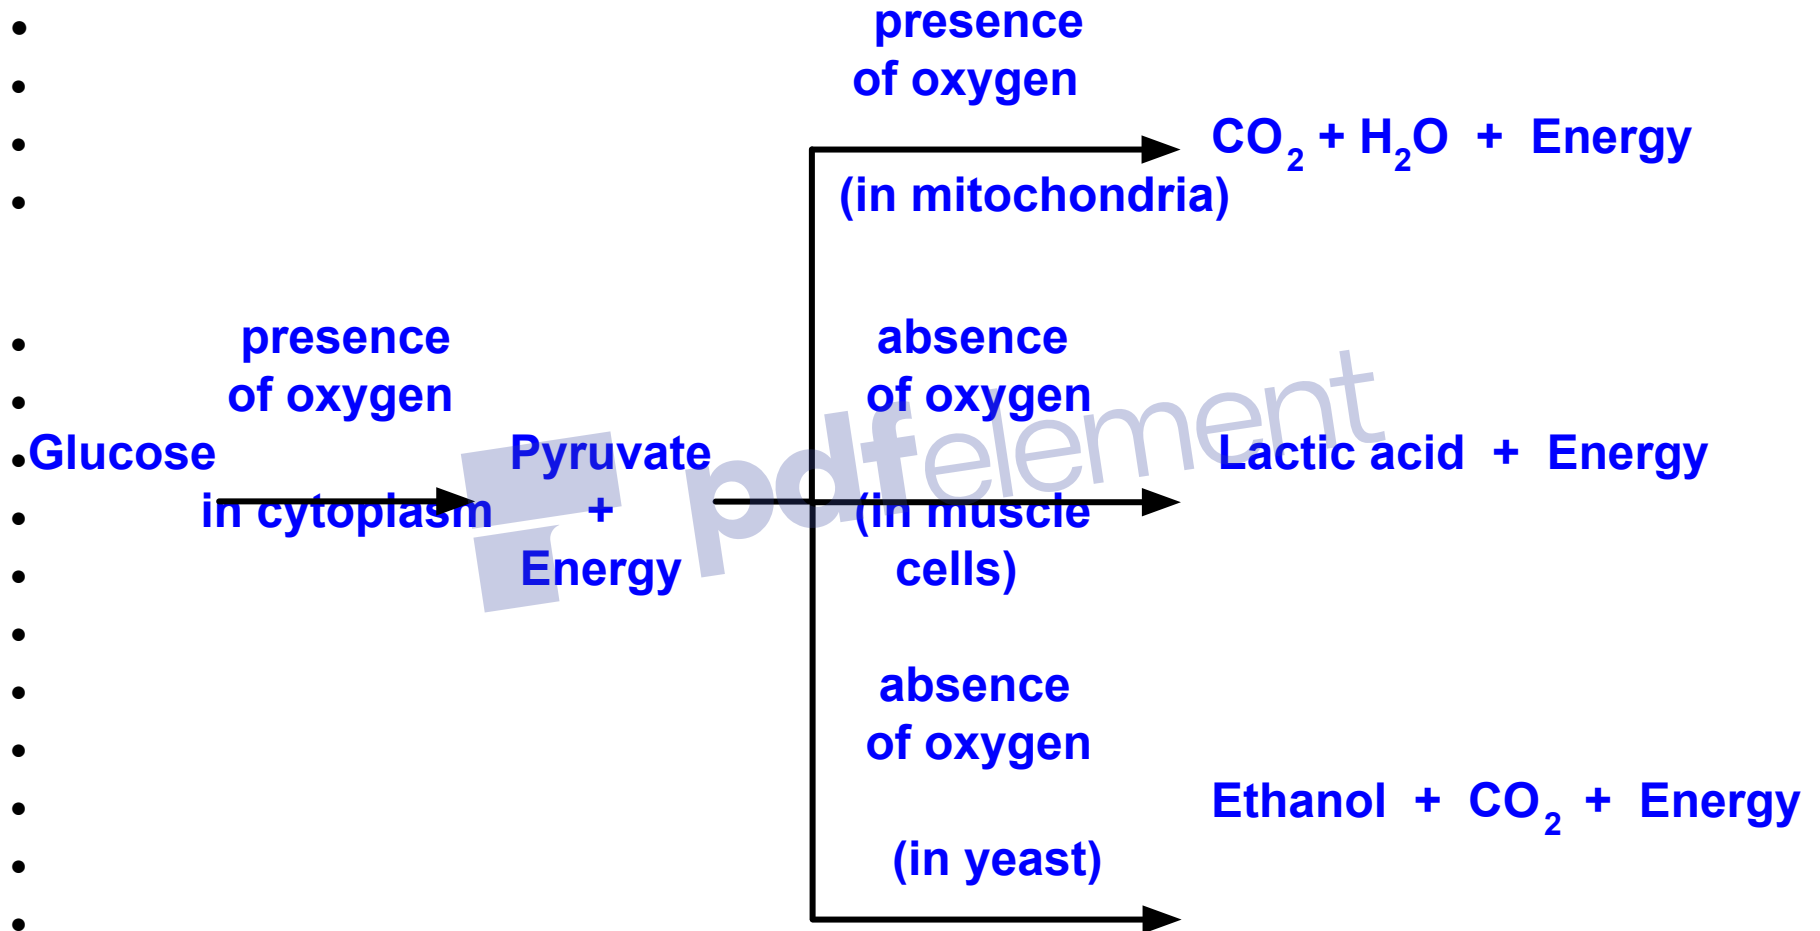 presence
of oxygen
CO₂ + H₂O + Energy
(in mitochondria)
presence
of oxygen
absence
of oxygen
Glucose
in cytoplasm
Pyruvate
+
Energy
(in muscle
cells)
Lactic acid + Energy
absence
of oxygen
Ethanol + CO₂ + Energy
(in yeast)
pdfelement